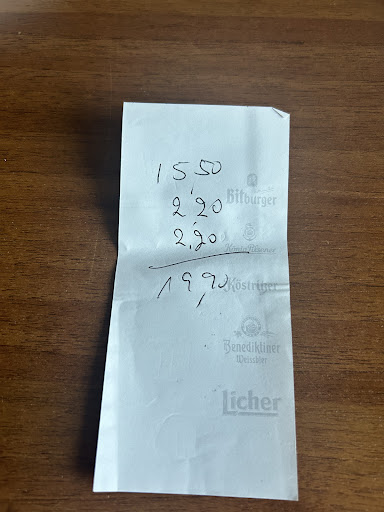 15,50
2,20
2,20
19,90
Bitburger
König Pilsener
Köstritzer
Benediktiner
Weissbier
Licher